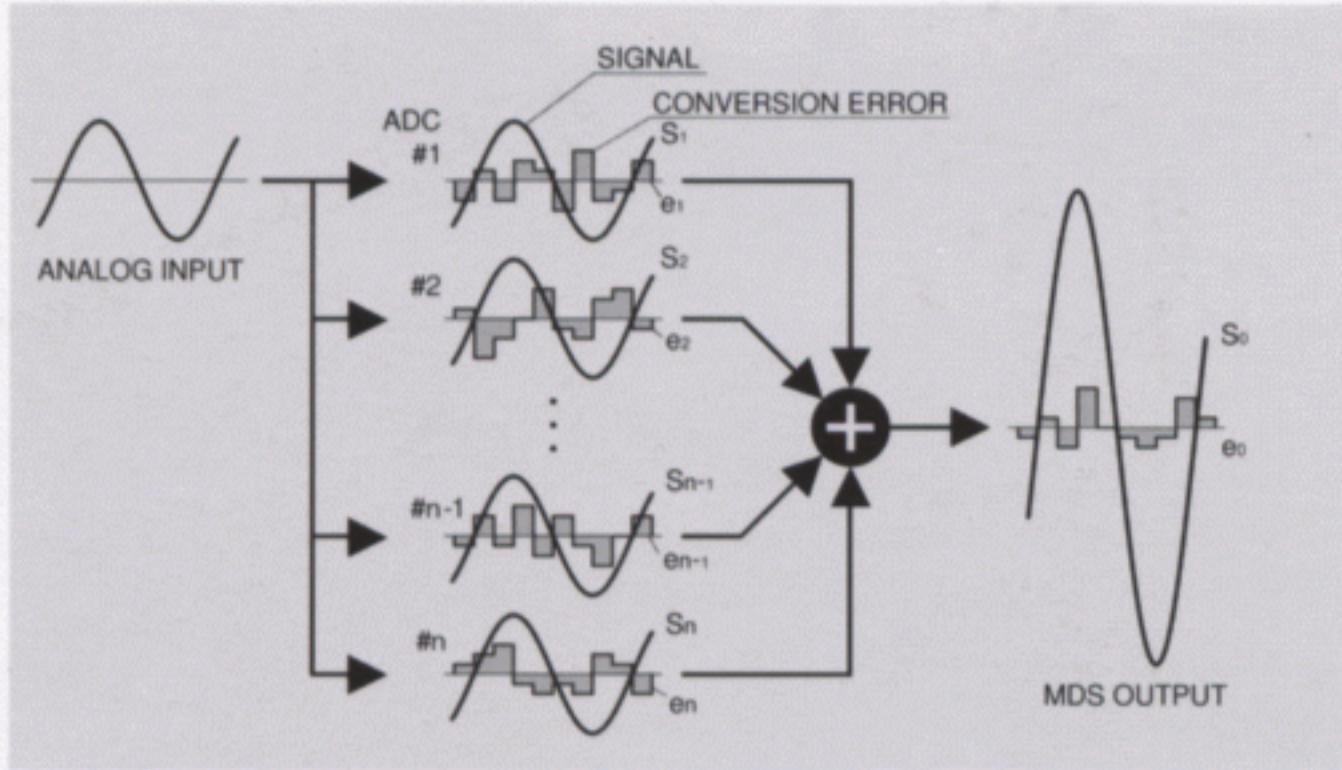 SIGNAL
CONVERSION ERROR
ADC
#1
S1
e1
ANALOG INPUT
#2
S2
e2
#n-1
Sn-1
en-1
#n
Sn
en
S0
e0
MDS OUTPUT